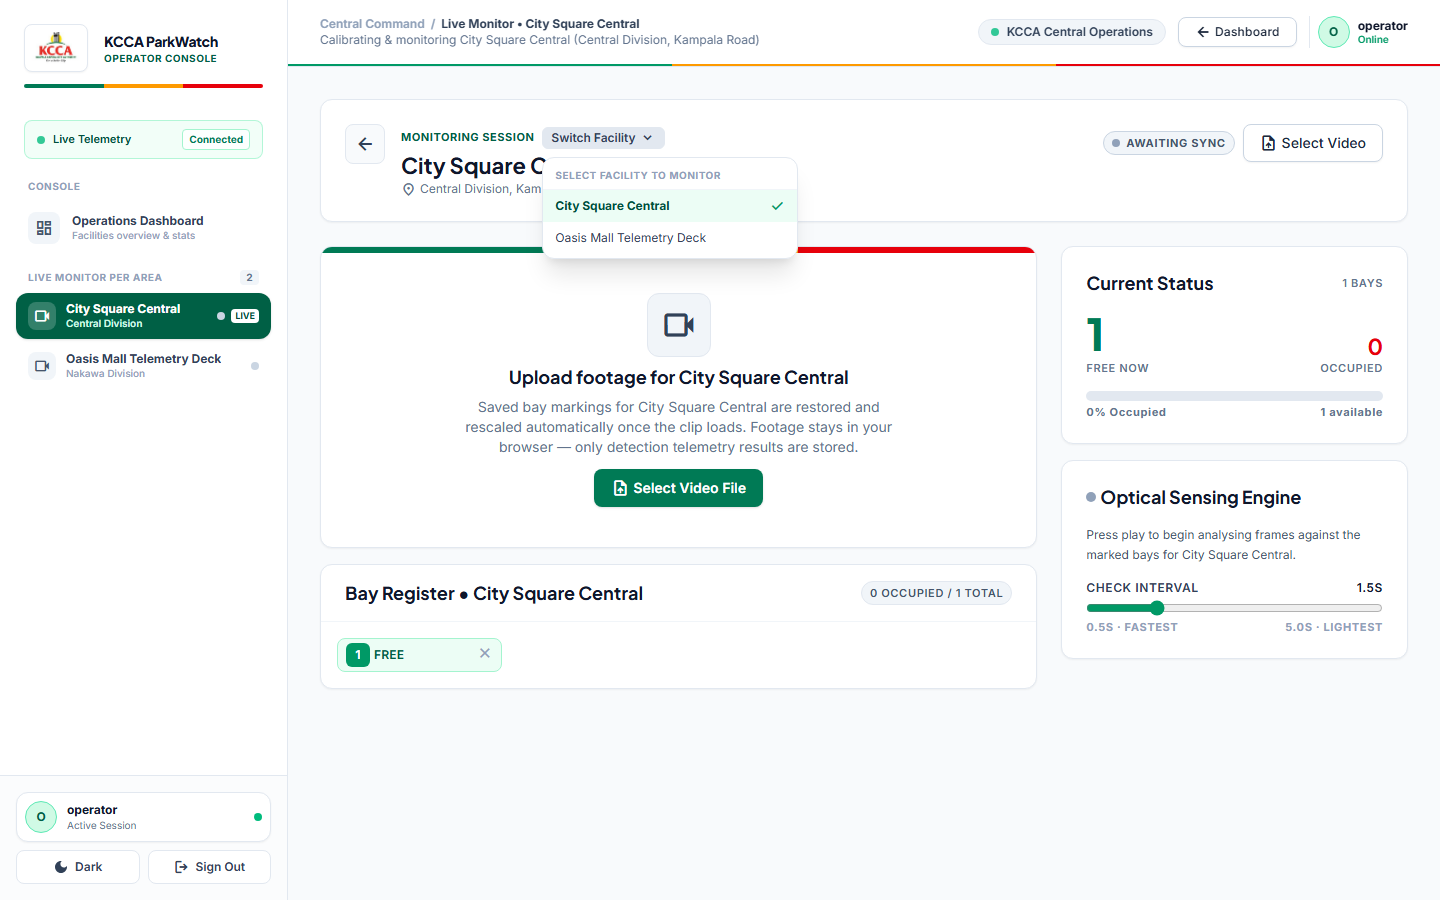 KCCA
KCCA ParkWatch
OPERATOR CONSOLE
Live Telemetry
Connected
CONSOLE
Operations Dashboard
Facilities overview & stats
LIVE MONITOR PER AREA
2
City Square Central
Central Division
LIVE
Oasis Mall Telemetry Deck
Nakawa Division
O
operator
Active Session
Dark
Sign Out
Central Command / Live Monitor • City Square Central
Calibrating & monitoring City Square Central (Central Division, Kampala Road)
KCCA Central Operations
Dashboard
O
operator
Online
MONITORING SESSION
Switch Facility
City Square C
Central Division, Kam
SELECT FACILITY TO MONITOR
City Square Central
Oasis Mall Telemetry Deck
AWAITING SYNC
Select Video
Upload footage for City Square Central
Saved bay markings for City Square Central are restored and
rescaled automatically once the clip loads. Footage stays in your
browser — only detection telemetry results are stored.
Select Video File
Bay Register • City Square Central
0 OCCUPIED / 1 TOTAL
1 FREE
Current Status
1 BAYS
1
FREE NOW
0
OCCUPIED
0% Occupied
1 available
Optical Sensing Engine
Press play to begin analysing frames against the
marked bays for City Square Central.
CHECK INTERVAL
1.5S
0.5S · FASTEST
5.0S · LIGHTEST